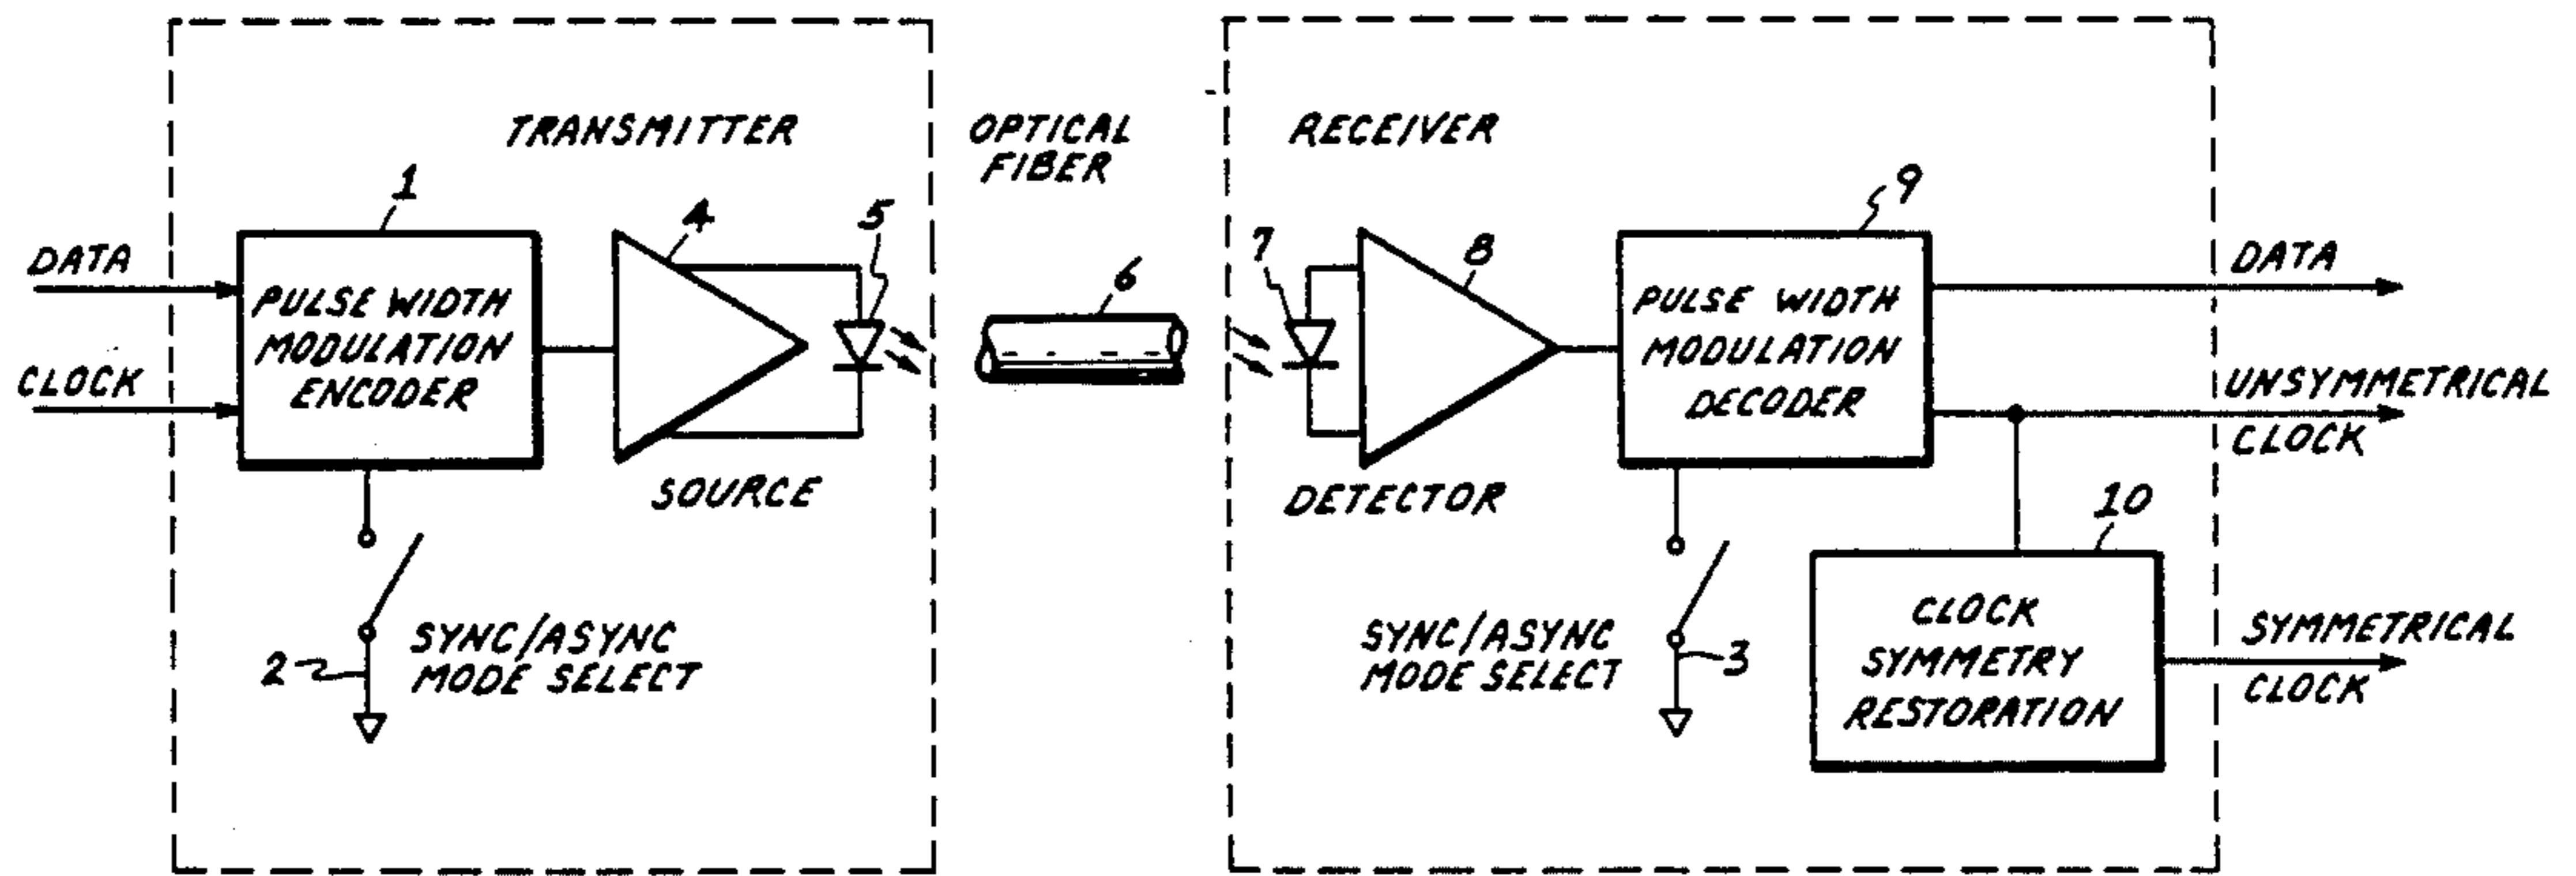 TRANSMITTER
OPTICAL
FIBER
RECEIVER
1
4
5
6
7
8
9
DATA
CLOCK
PULSE WIDTH
MODULATION
ENCODER
SOURCE
2
SYNC/ASYNC
MODE SELECT
DETECTOR
PULSE WIDTH
MODULATION
DECODER
SYNC/ASYNC
MODE SELECT
3
10
CLOCK
SYMMETRY
RESTORATION
DATA
UNSYMMETRICAL
CLOCK
SYMMETRICAL
CLOCK